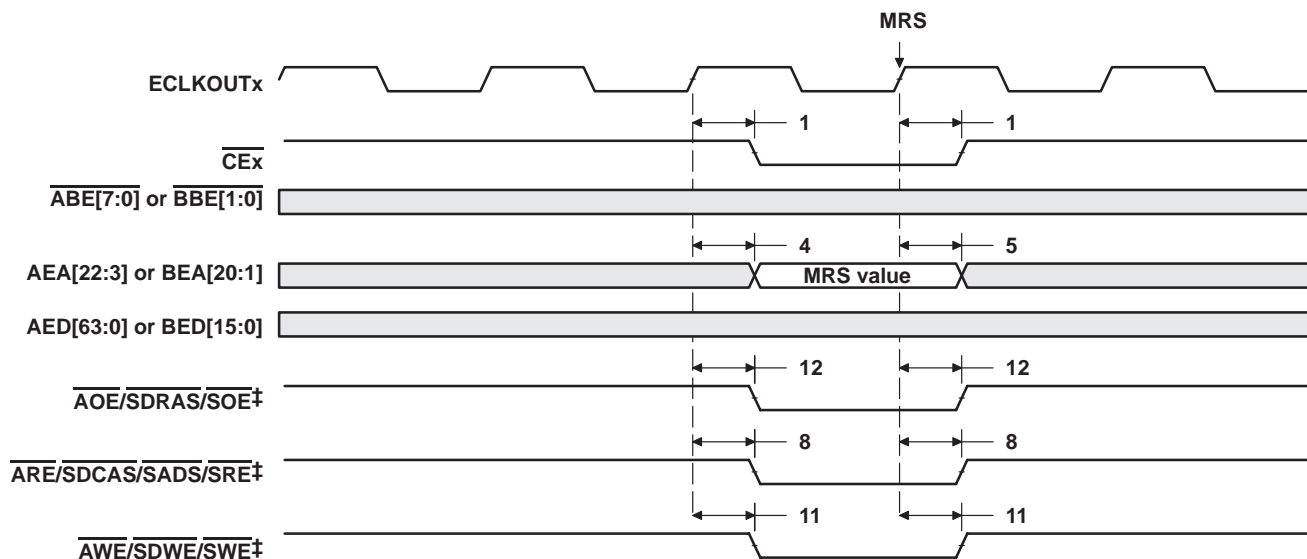 MRS
ECLKOUTx
1 1
CEx
ABE[7:0] or BBE[1:0]
4 5
AEA[22:3] or BEA[20:1] MRS value
AED[63:0] or BED[15:0]
12 12
AOE/SDRAS/SOE‡
8 8
ARE/SDCAS/SADS/SRE‡
11 11
AWE/SDWE/SWE‡